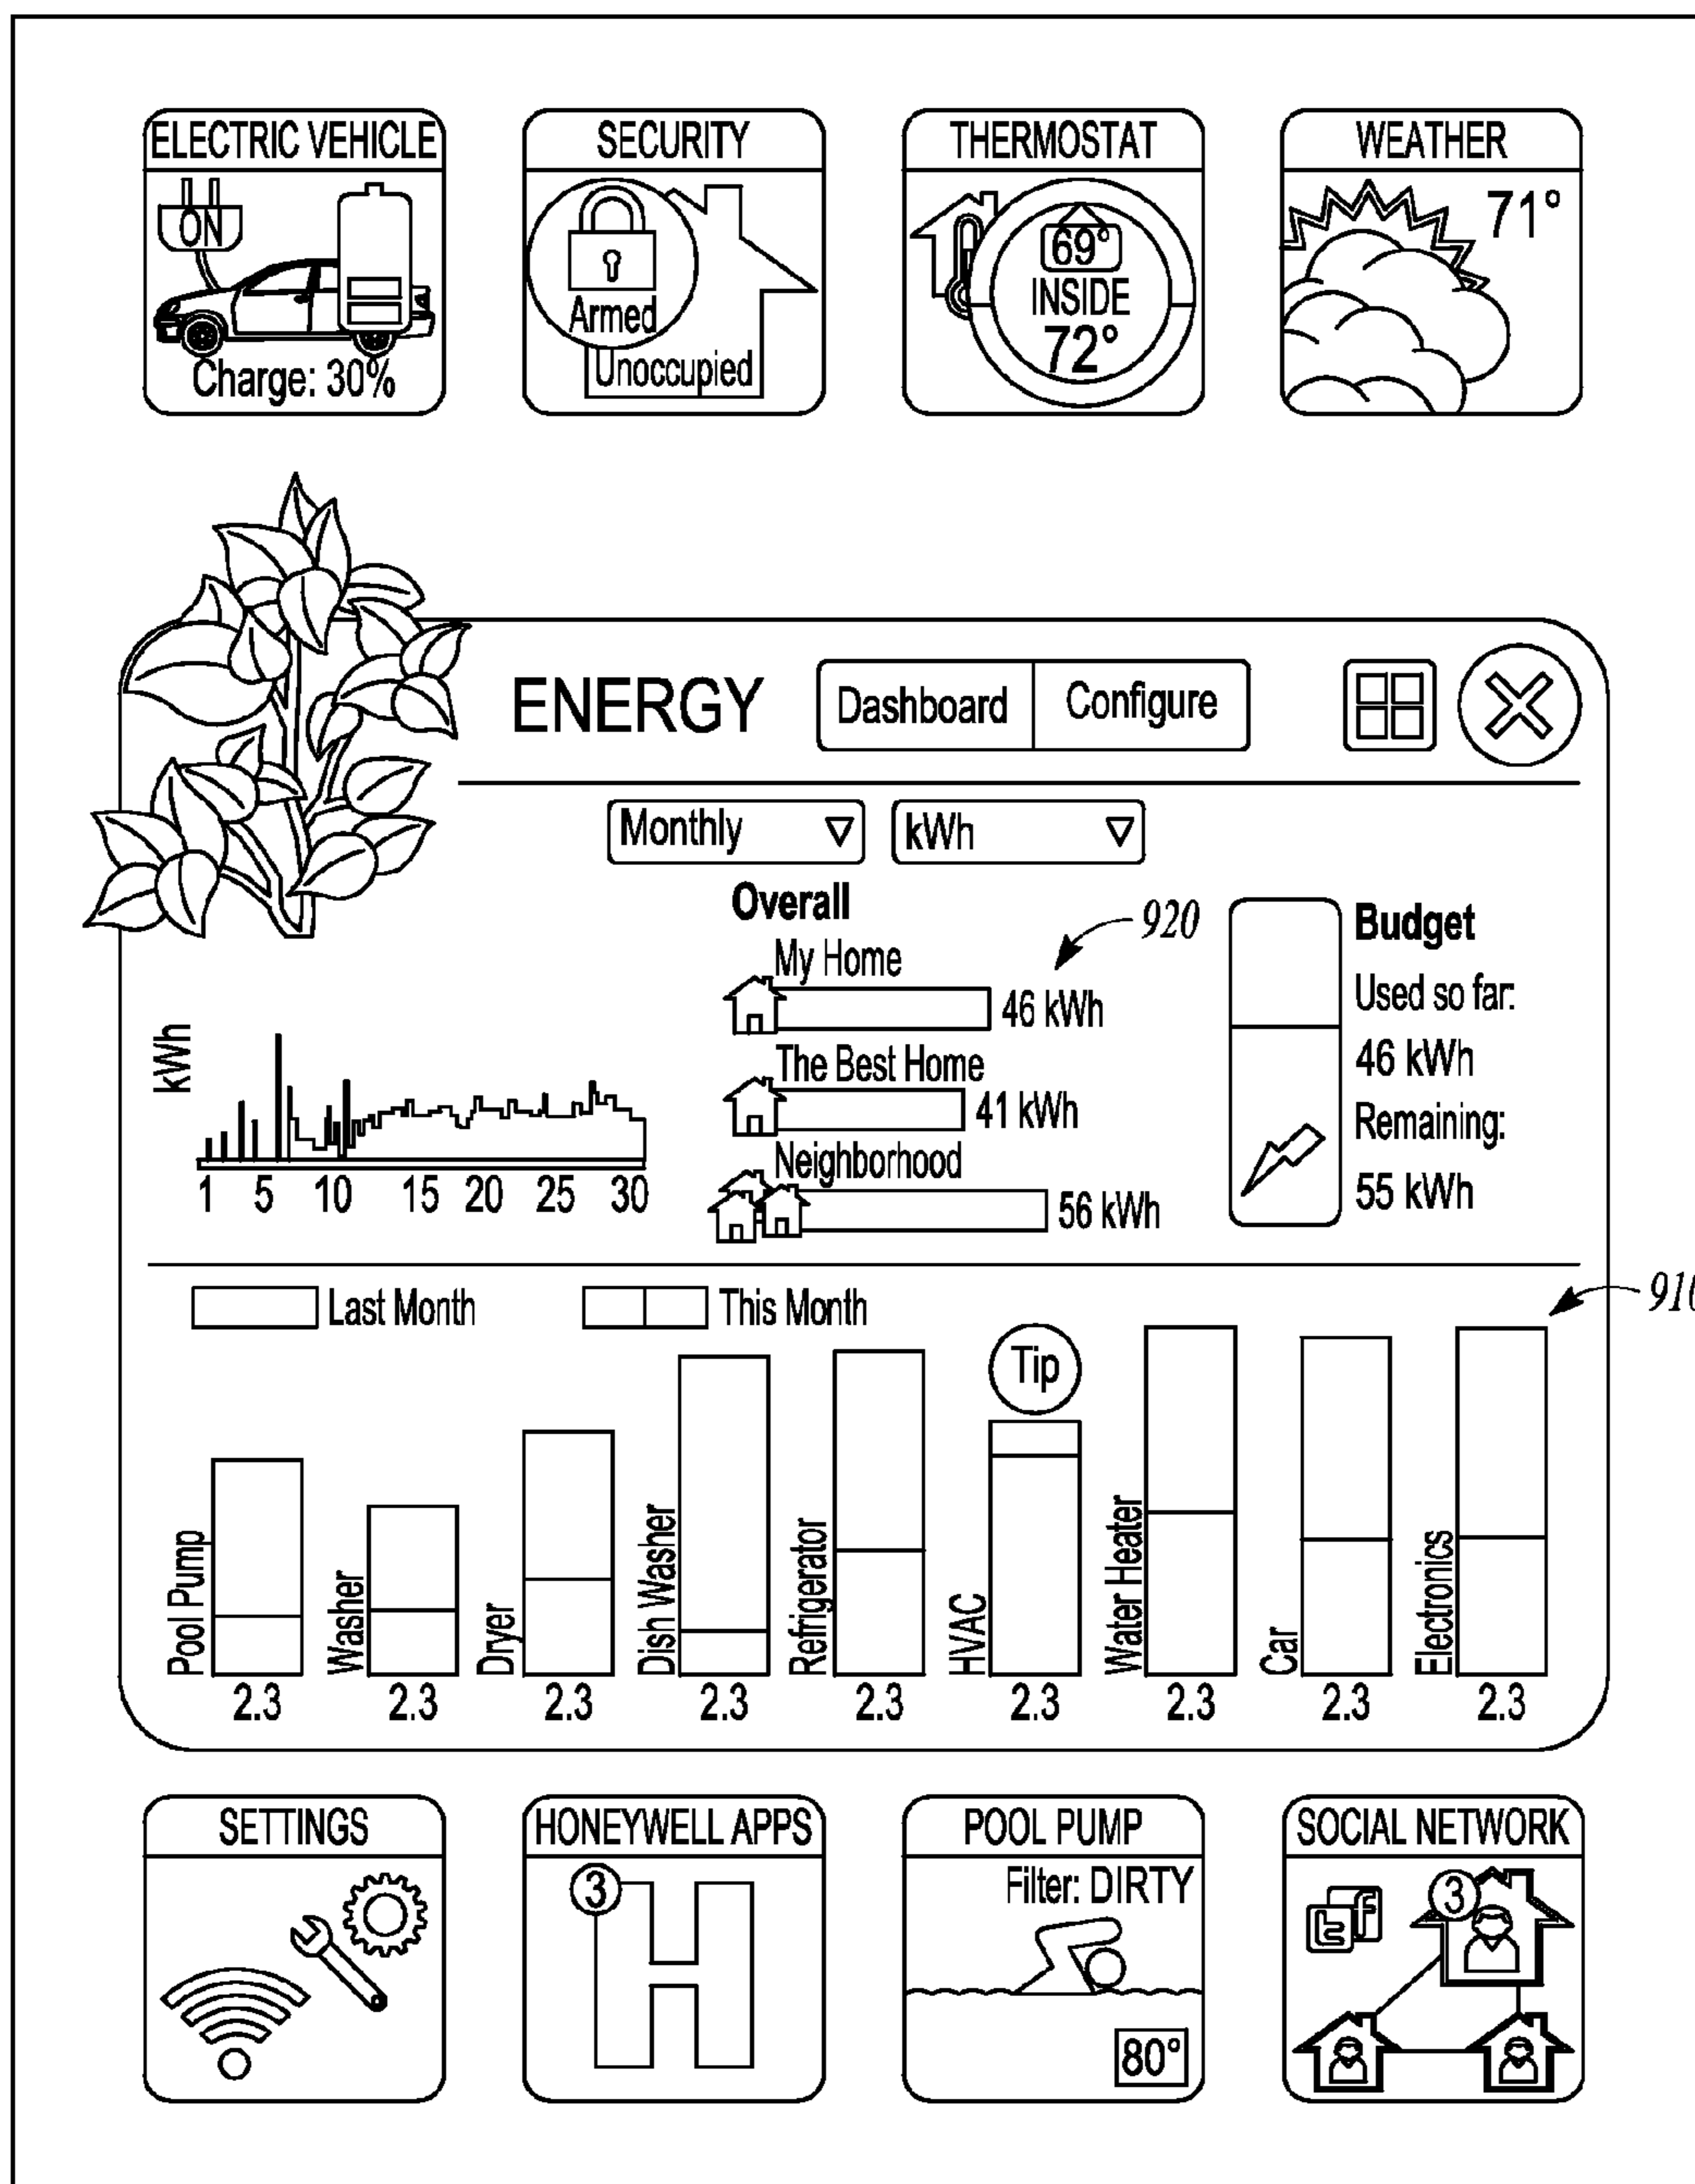 ELECTRIC VEHICLE
ON
Charge: 30%
SECURITY
Armed
Unoccupied
THERMOSTAT
69°
INSIDE
72°
WEATHER
71°
ENERGY
Dashboard
Configure
Monthly
kWh
kWh
1 5 10 15 20 25 30
Overall
920
My Home
46 kWh
The Best Home
41 kWh
Neighborhood
56 kWh
Budget
Used so far:
46 kWh
Remaining:
55 kWh
Last Month
This Month
Tip
Pool Pump
2.3
Washer
2.3
Dryer
2.3
Dish Washer
2.3
Refrigerator
2.3
HVAC
2.3
Water Heater
2.3
Car
2.3
Electronics
2.3
SETTINGS
HONEYWELL APPS
3
H
POOL PUMP
Filter: DIRTY
80°
SOCIAL NETWORK
t f
3